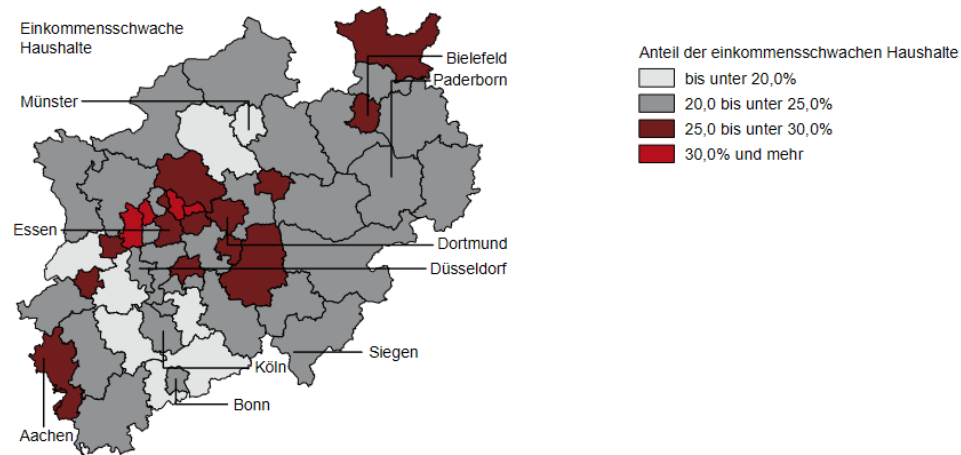 Einkommensschwache
Haushalte
Bielefeld
Paderborn
Münster
Essen
Dortmund
Düsseldorf
Siegen
Köln
Bonn
Aachen
Anteil der einkommensschwachen Haushalte
bis unter 20,0%
20,0 bis unter 25,0%
25,0 bis unter 30,0%
30,0% und mehr